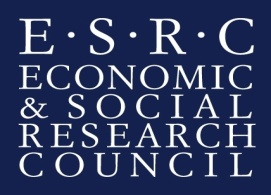 E·S·R·C
ECONOMIC
& SOCIAL
RESEARCH
COUNCIL